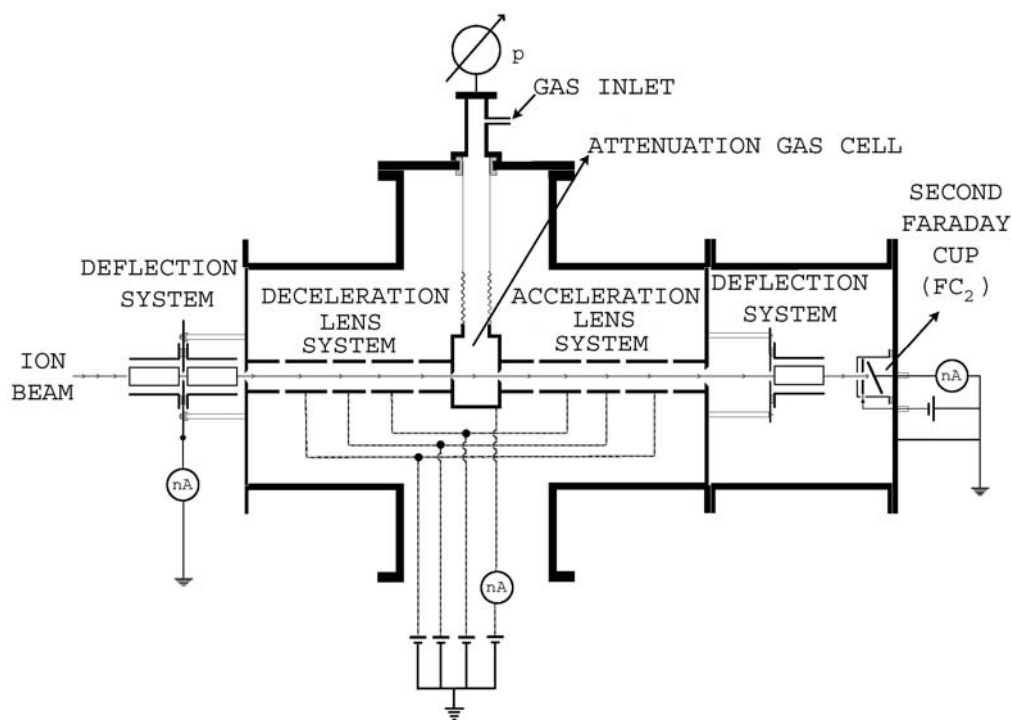 p
GAS INLET
ATTENUATION GAS CELL
SECOND
FARADAY
CUP
(FC₂)
DEFLECTION
SYSTEM
DECELERATION
LENS
SYSTEM
ACCELERATION
LENS
SYSTEM
DEFLECTION
SYSTEM
ION
BEAM
nA
nA
nA